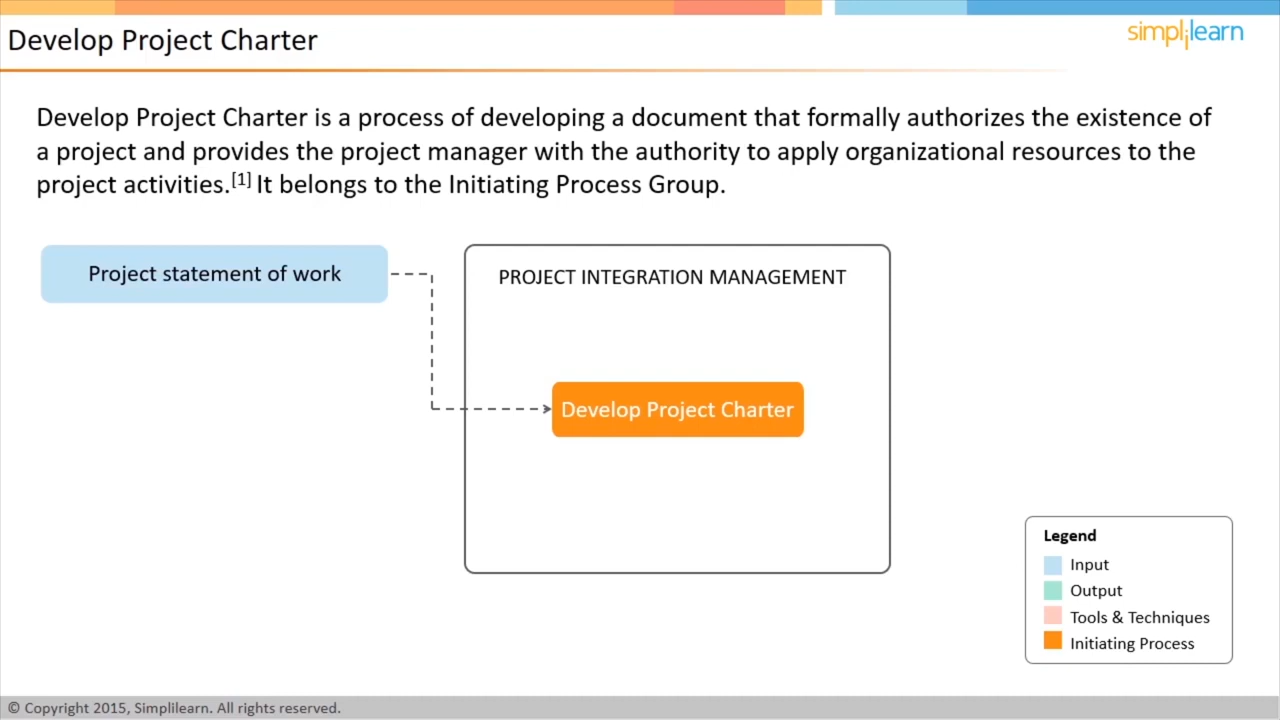 Develop Project Charter
simplilearn
Develop Project Charter is a process of developing a document that formally authorizes the existence of
a project and provides the project manager with the authority to apply organizational resources to the
project activities.[1] It belongs to the Initiating Process Group.
Project statement of work
PROJECT INTEGRATION MANAGEMENT
Develop Project Charter
Legend
Input
Output
Tools & Techniques
Initiating Process
© Copyright 2015, Simplilearn. All rights reserved.